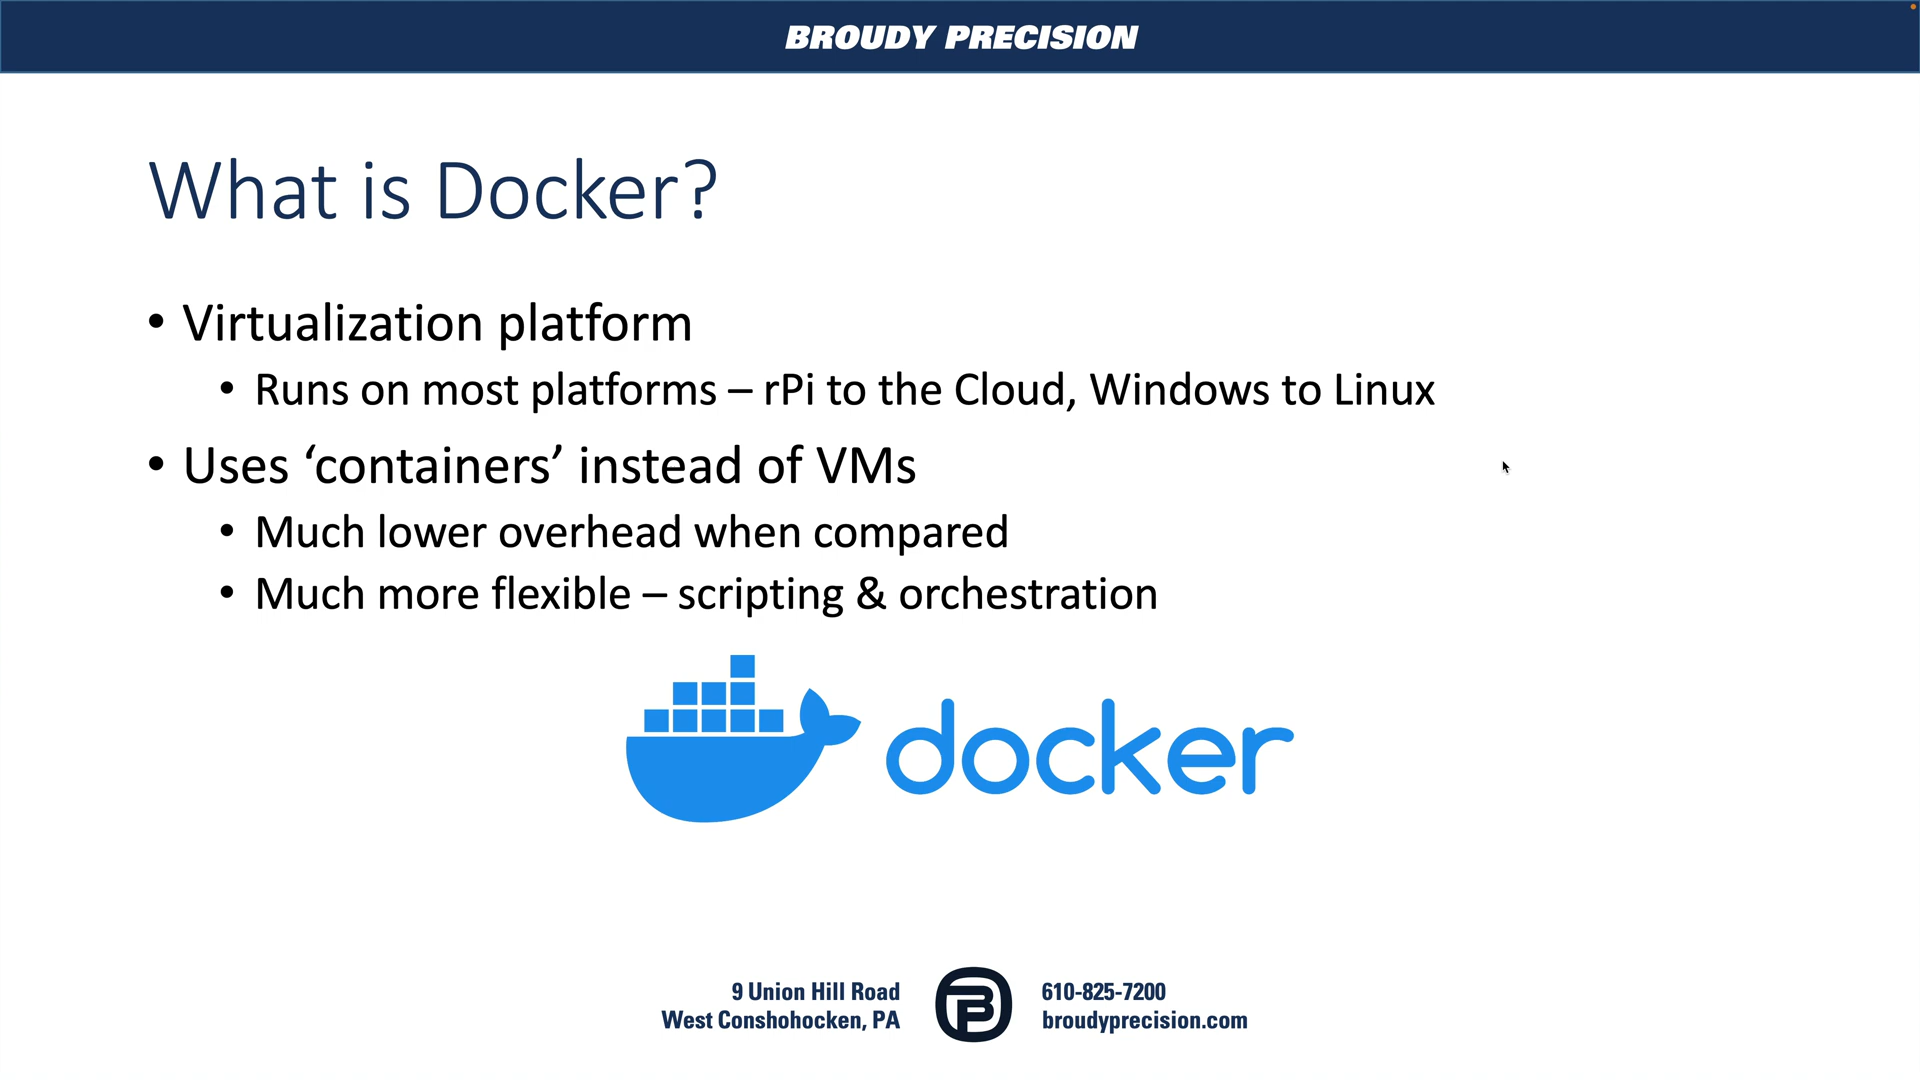 BROUDY PRECISION
What is Docker?
• Virtualization platform
• Runs on most platforms – rPi to the Cloud, Windows to Linux
• Uses ‘containers’ instead of VMs
• Much lower overhead when compared
• Much more flexible – scripting & orchestration
docker
9 Union Hill Road
West Conshohocken, PA
610-825-7200
broudyprecision.com